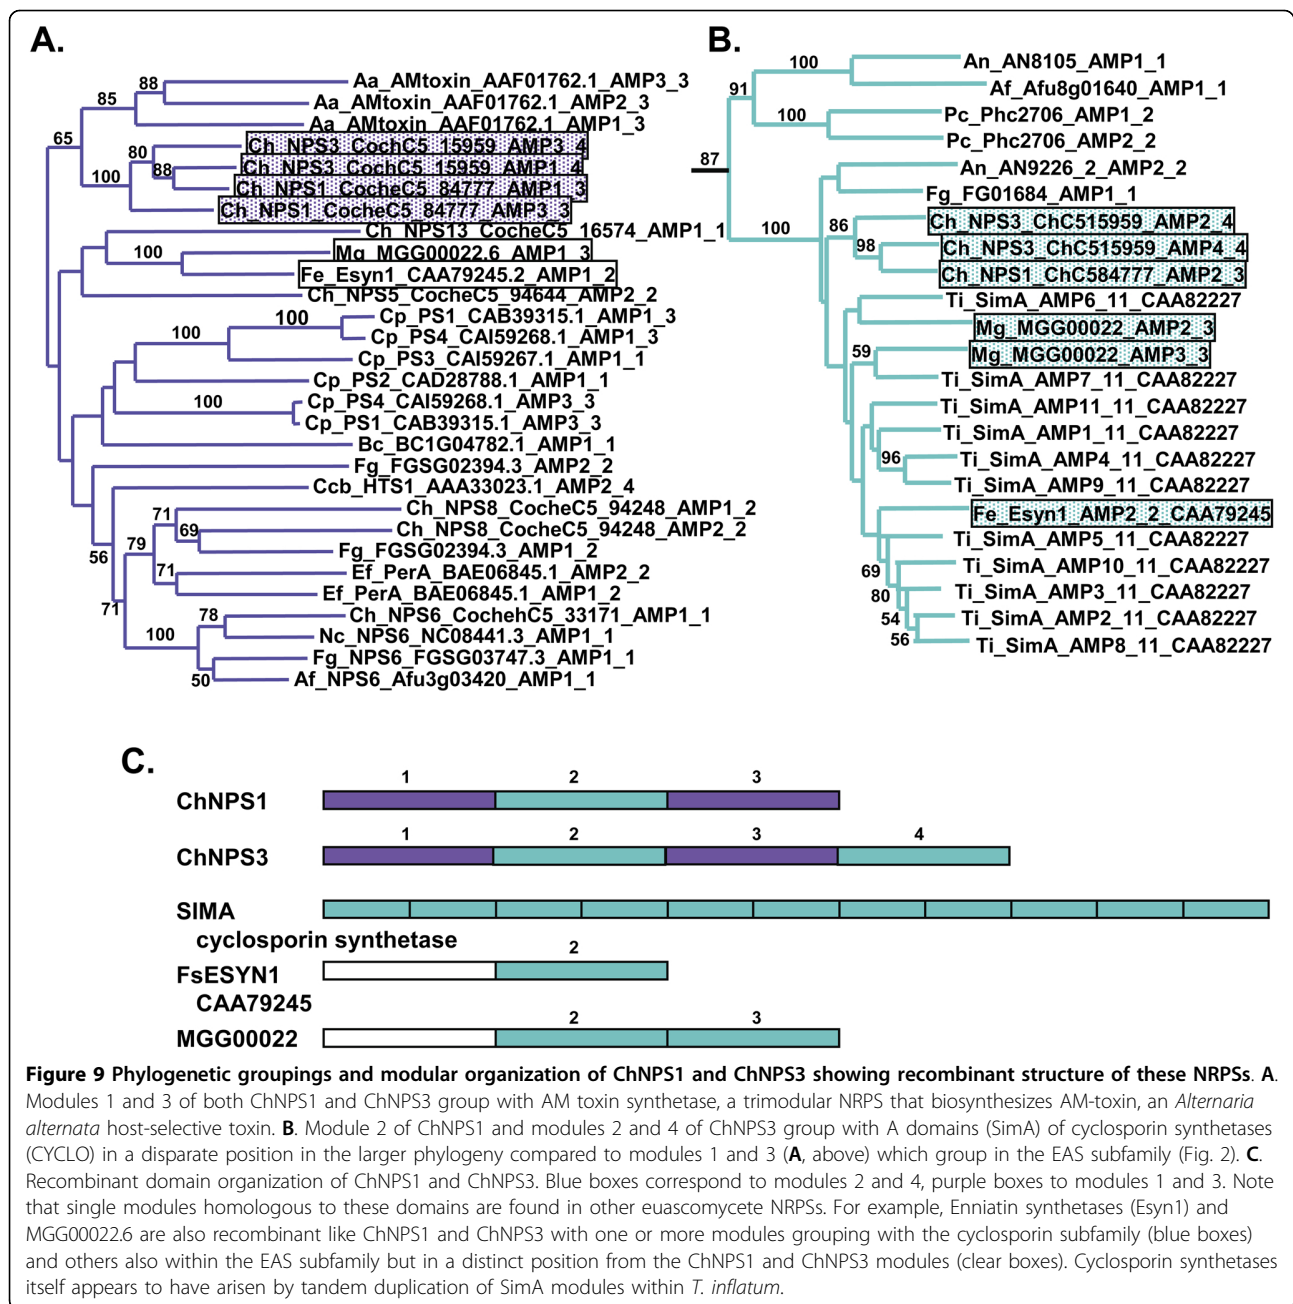 A.
88
Aa_AMtoxin_AAF01762.1_AMP3_3
85
Aa_AMtoxin_AAF01762.1_AMP2_3
Aa_AMtoxin_AAF01762.1_AMP1_3
65
80
Ch_NPS3_CochC5_15959_AMP3_4
88
Ch_NPS3_CochC5_15959_AMP1_4
100
Ch_NPS1_CocheC5_84777_AMP1_3
Ch_NPS1_CocheC5_84777_AMP3_3
Ch_NPS13_CocheC5_16574_AMP1_1
100
Mg_MGG00022.6_AMP1_3
Fe_Esyn1_CAA79245.2_AMP1_2
Ch_NPS5_CocheC5_94644_AMP2_2
100
Cp_PS1_CAB39315.1_AMP1_3
100
Cp_PS4_CAI59268.1_AMP1_3
Cp_PS3_CAI59267.1_AMP1_1
Cp_PS2_CAD28788.1_AMP1_1
100
Cp_PS4_CAI59268.1_AMP3_3
Cp_PS1_CAB39315.1_AMP3_3
Bc_BC1G04782.1_AMP1_1
Fg_FGSG02394.3_AMP2_2
Ccb_HTS1_AAA33023.1_AMP2_4
71
Ch_NPS8_CocheC5_94248_AMP1_2
69
Ch_NPS8_CocheC5_94248_AMP2_2
56
79
Fg_FGSG02394.3_AMP1_2
71
Ef_PerA_BAE06845.1_AMP2_2
Ef_PerA_BAE06845.1_AMP1_2
71
78
Ch_NPS6_CochehC5_33171_AMP1_1
100
Nc_NPS6_NC08441.3_AMP1_1
Fg_NPS6_FGSG03747.3_AMP1_1
50
Af_NPS6_Afu3g03420_AMP1_1
B.
100
An_AN8105_AMP1_1
91
Af_Afu8g01640_AMP1_1
100
Pc_Phc2706_AMP1_2
Pc_Phc2706_AMP2_2
87
An_AN9226_2_AMP2_2
Fg_FG01684_AMP1_1
100
86
Ch_NPS3_ChC515959_AMP2_4
98
Ch_NPS3_ChC515959_AMP4_4
Ch_NPS1_ChC584777_AMP2_3
Ti_SimA_AMP6_11_CAA82227
Mg_MGG00022_AMP2_3
59
Mg_MGG00022_AMP3_3
Ti_SimA_AMP7_11_CAA82227
Ti_SimA_AMP11_11_CAA82227
Ti_SimA_AMP1_11_CAA82227
96
Ti_SimA_AMP4_11_CAA82227
Ti_SimA_AMP9_11_CAA82227
Fe_Esyn1_AMP2_2_CAA79245
Ti_SimA_AMP5_11_CAA82227
69
Ti_SimA_AMP10_11_CAA82227
80
Ti_SimA_AMP3_11_CAA82227
54
Ti_SimA_AMP2_11_CAA82227
56
Ti_SimA_AMP8_11_CAA82227
C.
1 2 3
ChNPS1
1 2 3 4
ChNPS3
SIMA
cyclosporin synthetase
2
FsESYN1
CAA79245
2 3
MGG00022
Figure 9 Phylogenetic groupings and modular organization of ChNPS1 and ChNPS3 showing recombinant structure of these NRPSs. A.
Modules 1 and 3 of both ChNPS1 and ChNPS3 group with AM toxin synthetase, a trimodular NRPS that biosynthesizes AM-toxin, an Alternaria
alternata host-selective toxin. B. Module 2 of ChNPS1 and modules 2 and 4 of ChNPS3 group with A domains (SimA) of cyclosporin synthetases
(CYCLO) in a disparate position in the larger phylogeny compared to modules 1 and 3 (A, above) which group in the EAS subfamily (Fig. 2). C.
Recombinant domain organization of ChNPS1 and ChNPS3. Blue boxes correspond to modules 2 and 4, purple boxes to modules 1 and 3. Note
that single modules homologous to these domains are found in other euascomycete NRPSs. For example, Enniatin synthetases (Esyn1) and
MGG00022.6 are also recombinant like ChNPS1 and ChNPS3 with one or more modules grouping with the cyclosporin subfamily (blue boxes)
and others also within the EAS subfamily but in a distinct position from the ChNPS1 and ChNPS3 modules (clear boxes). Cyclosporin synthetases
itself appears to have arisen by tandem duplication of SimA modules within T. inflatum.